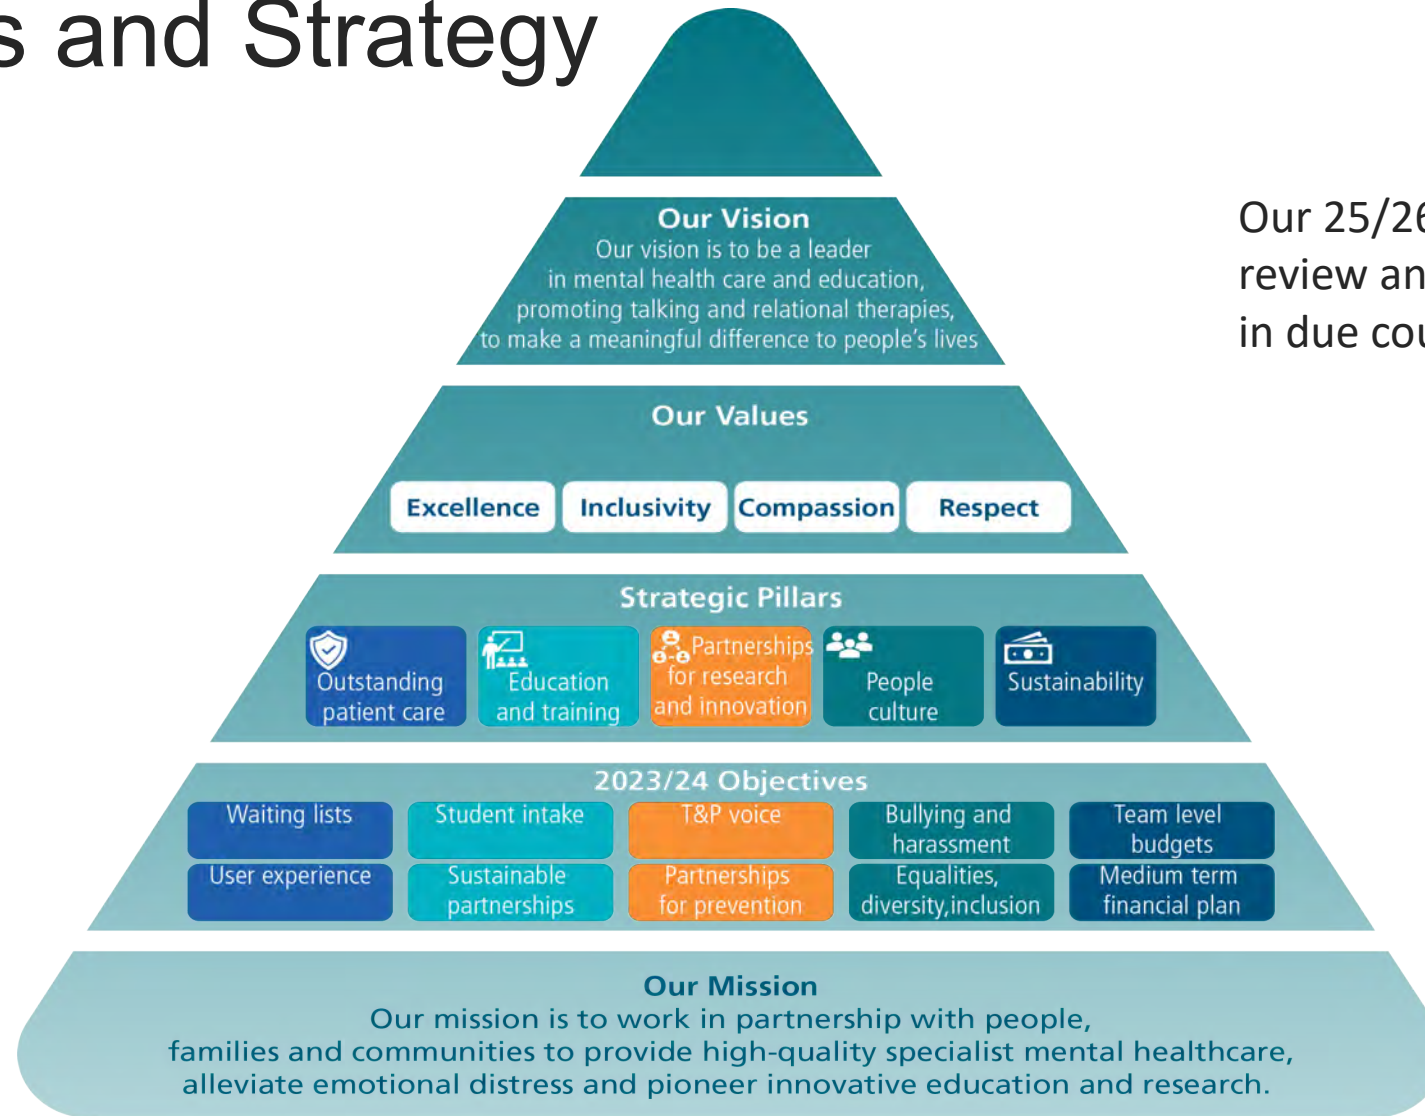 s and Strategy
Our 25/26
review an
in due cou
Our Vision
Our vision is to be a leader
in mental health care and education,
promoting talking and relational therapies,
to make a meaningful difference to people's lives
Our Values
Excellence Inclusivity Compassion Respect
Strategic Pillars
Outstanding
patient care
Education
and training
Partnerships
for research
and innovation
People
culture
Sustainability
2023/24 Objectives
Waiting lists
Student intake
T&P voice
Bullying and
harassment
Team level
budgets
User experience
Sustainable
partnerships
Partnerships
for prevention
Equalities,
diversity,inclusion
Medium term
financial plan
Our Mission
Our mission is to work in partnership with people,
families and communities to provide high-quality specialist mental healthcare,
alleviate emotional distress and pioneer innovative education and research.